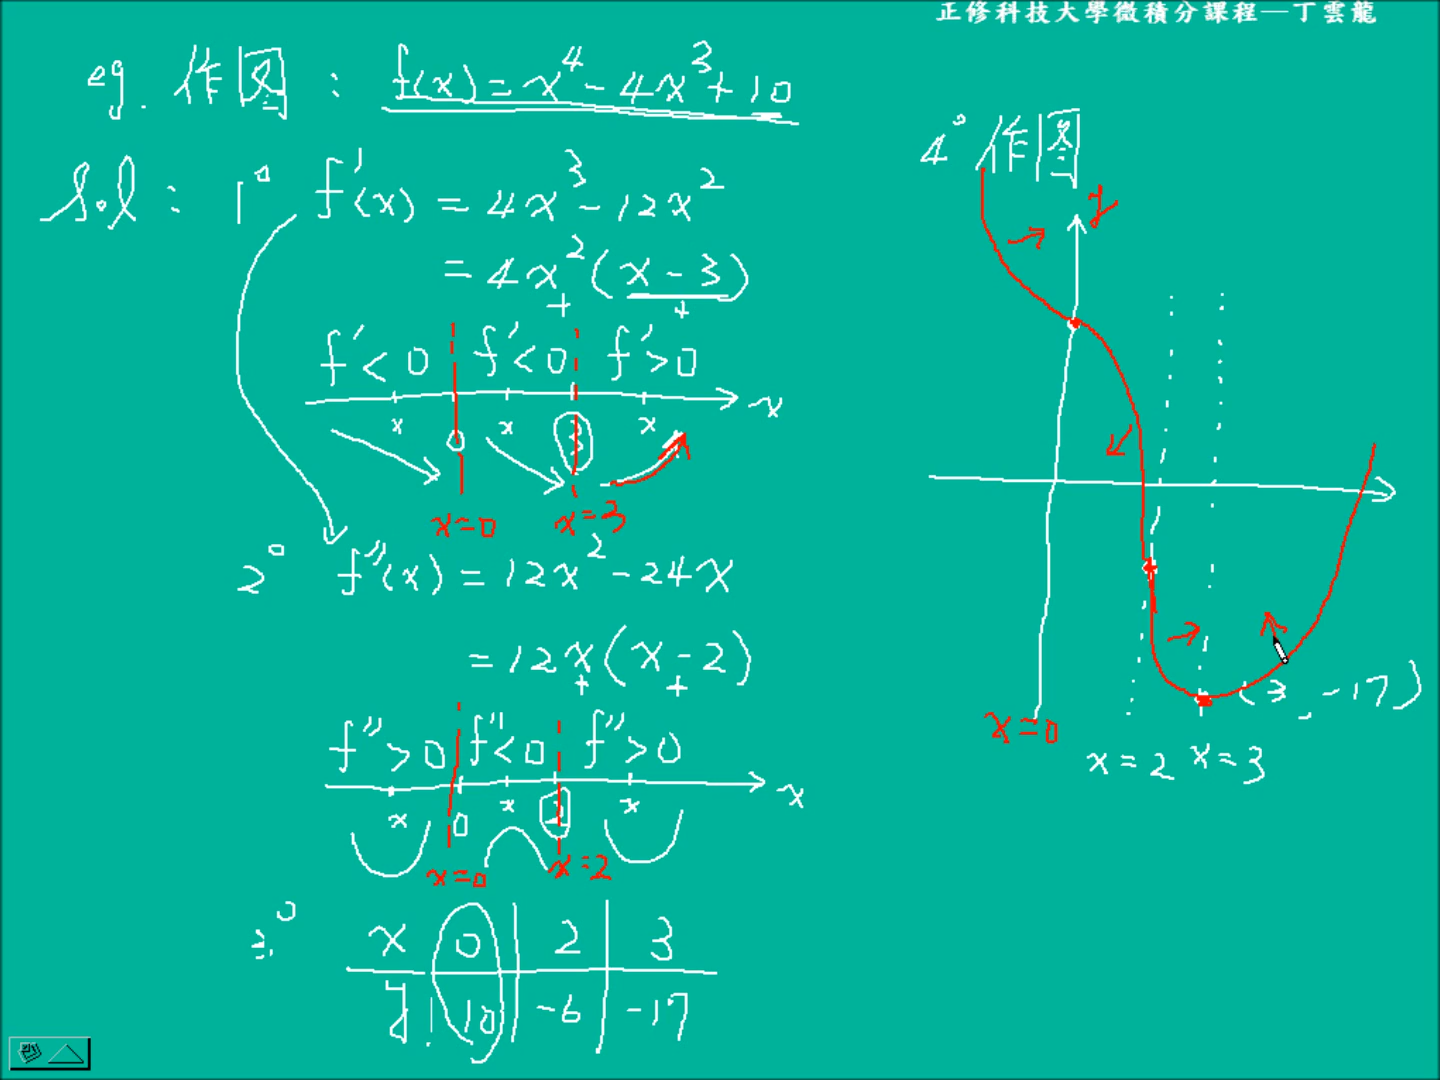 正修科技大學微積分課程—丁雲龍
eg. 作图 : f(x) = x⁴ - 4x³ + 10
Sol : 1° f'(x) = 4x³ - 12x²
= 4x²(x - 3)
+ +
f' < 0 f' < 0 f' > 0
x 0 x 3 x x
x=0 x=3
2° f''(x) = 12x² - 24x
= 12x(x - 2)
+ +
f'' > 0 f'' < 0 f'' > 0
x 0 x 2 x x
x=0 x=2
3°
x 0 2 3
y 10 -6 -17
4° 作图
y
(3, -17)
x=0
x=2 x=3